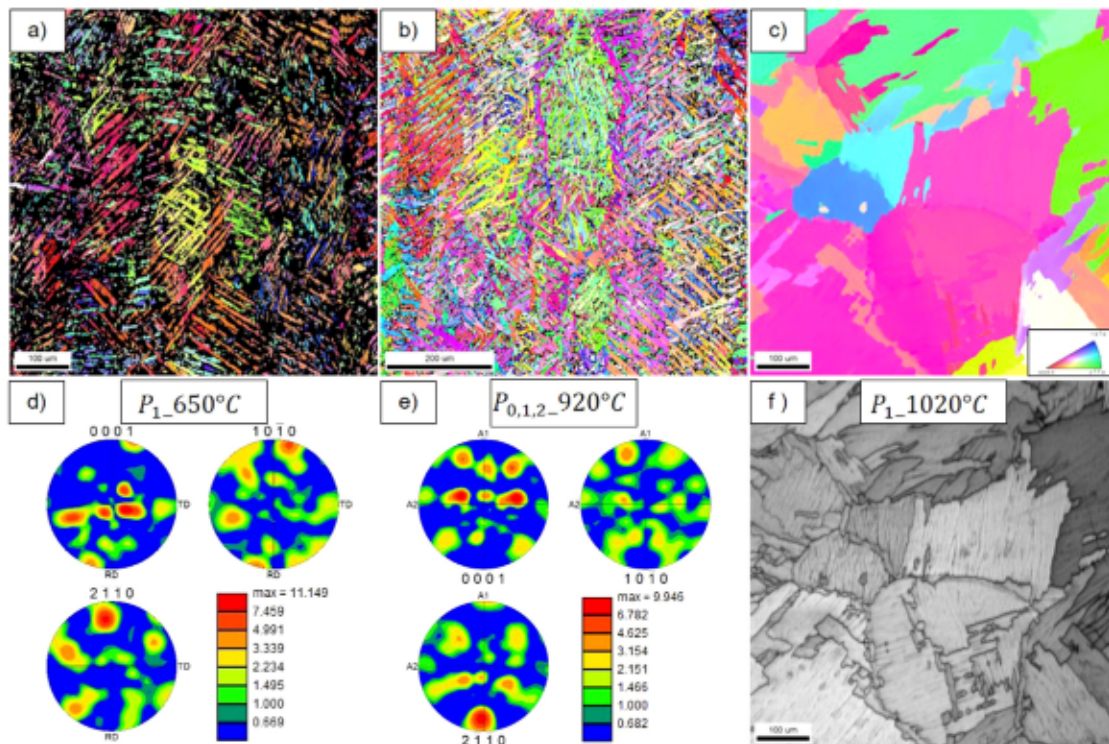 a)
b)
c)
100 um
200 um
100 um
d)
P1_650°C
e)
P0,1,2_920°C
f )
P1_1020°C
0 0 0 1
1 0 1̄ 0
TD
TD
RD
RD
2 1 1 0
TD
RD
max = 11.149
7.459
4.991
3.339
2.234
1.495
1.000
0.669
A1
A1
A2
A2
0 0 0 1
1 0 1 0
A1
A2
2 1 1 0
max = 9.946
6.782
4.625
3.154
2.151
1.466
1.000
0.682
100 um